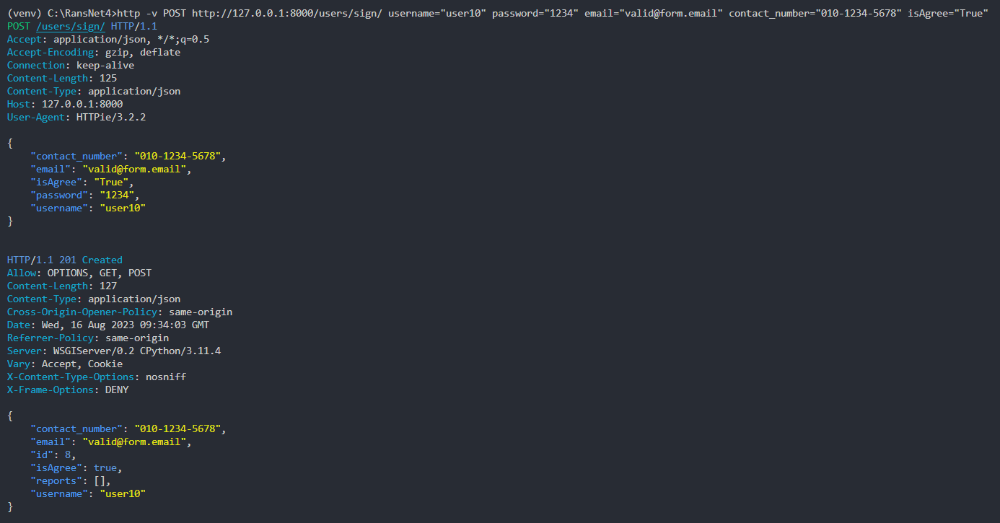 (venv) C:\RansNet4>http -v POST http://127.0.0.1:8000/users/sign/ username="user10" password="1234" email="valid@form.email" contact_number="010-1234-5678" isAgree="True"
POST /users/sign/ HTTP/1.1
Accept: application/json, */*;q=0.5
Accept-Encoding: gzip, deflate
Connection: keep-alive
Content-Length: 125
Content-Type: application/json
Host: 127.0.0.1:8000
User-Agent: HTTPie/3.2.2

{
    "contact_number": "010-1234-5678",
    "email": "valid@form.email",
    "isAgree": "True",
    "password": "1234",
    "username": "user10"
}

HTTP/1.1 201 Created
Allow: OPTIONS, GET, POST
Content-Length: 127
Content-Type: application/json
Cross-Origin-Opener-Policy: same-origin
Date: Wed, 16 Aug 2023 09:34:03 GMT
Referrer-Policy: same-origin
Server: WSGIServer/0.2 CPython/3.11.4
Vary: Accept, Cookie
X-Content-Type-Options: nosniff
X-Frame-Options: DENY

{
    "contact_number": "010-1234-5678",
    "email": "valid@form.email",
    "id": 8,
    "isAgree": true,
    "reports": [],
    "username": "user10"
}